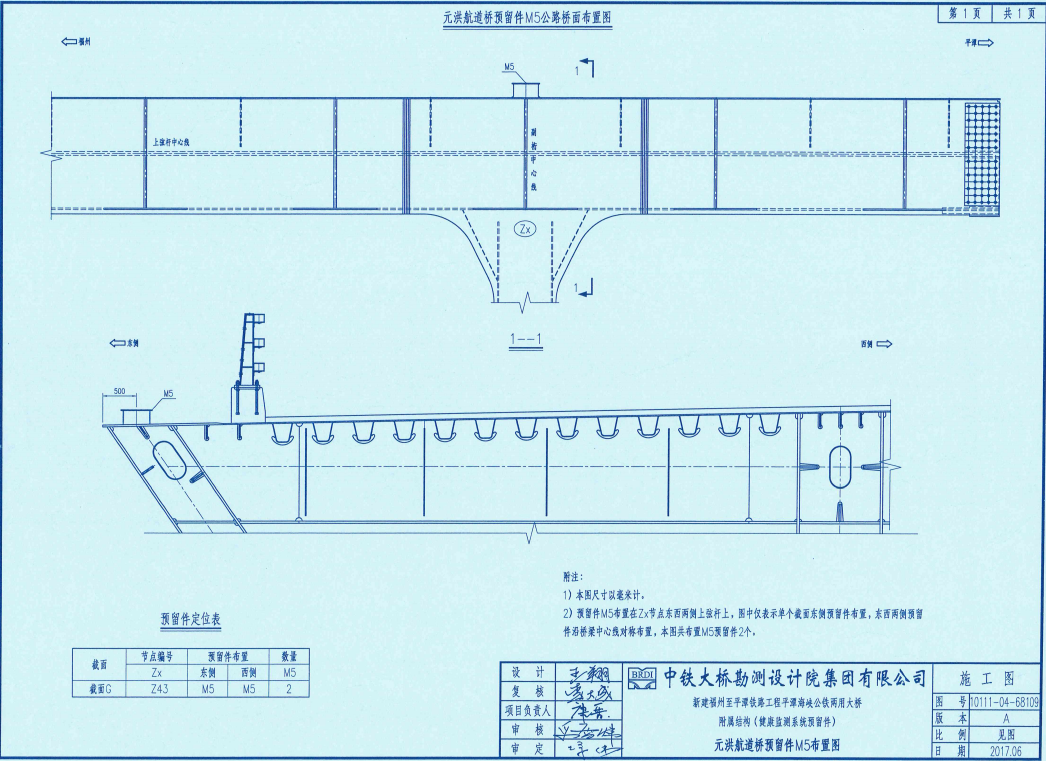 元洪航道桥预留件M5公路桥面布置图
第 1 页 共 1 页
福州
平潭
M5
1
上弦杆中心线
副桁中心线
Zx
1
1--1
东侧
西侧
500
M5
附注：
1）本图尺寸以毫米计。
2）预留件M5布置在Zx节点东西两侧上弦杆上，图中仅表示单个截面东侧预留件布置，东西两侧预留
件沿桥梁中心线对称布置，本图共布置M5预留件2个。
预留件定位表
截面 节点编号 预留件布置 数量
Zx 东侧 西侧 M5
截面G Z43 M5 M5 2
设 计
复 核
项目负责人
审 核
审 定
BRDI 中铁大桥勘测设计院集团有限公司
新建福州至平潭铁路工程平潭海峡公铁两用大桥
附属结构（健康监测系统预留件）
元洪航道桥预留件M5布置图
施 工 图
图 号 10111-04-68109
版 本 A
比 例 见图
日 期 2017.06